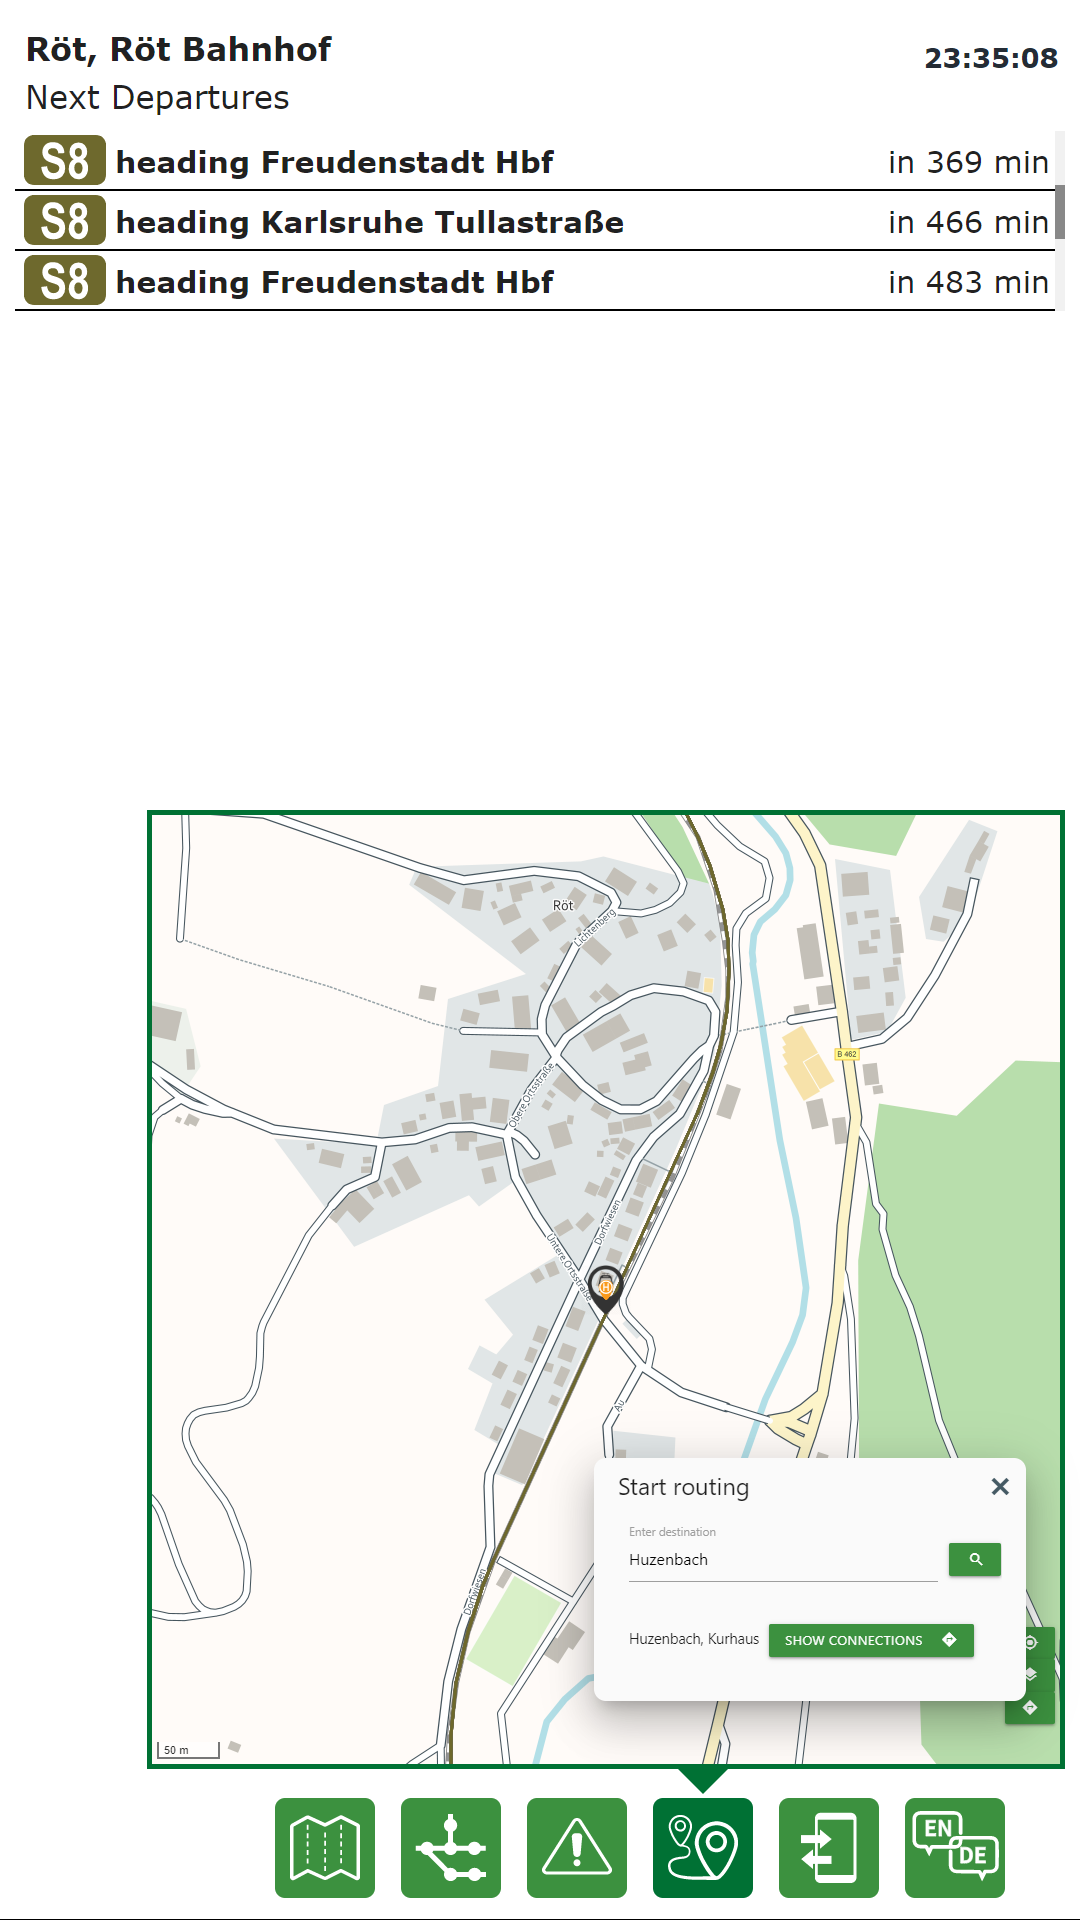 Röt, Röt Bahnhof
23:35:08
Next Departures
S8 heading Freudenstadt Hbf in 369 min
S8 heading Karlsruhe Tullastraße in 466 min
S8 heading Freudenstadt Hbf in 483 min
Röt
Lichtenberg
B 462
Obere Ortsstraße
Dorfwiesen
Untere Ortsstraße
H
Au
Start routing
Enter destination
Huzenbach
Dorfwiesen
Huzenbach, Kurhaus SHOW CONNECTIONS
50 m
EN
DE